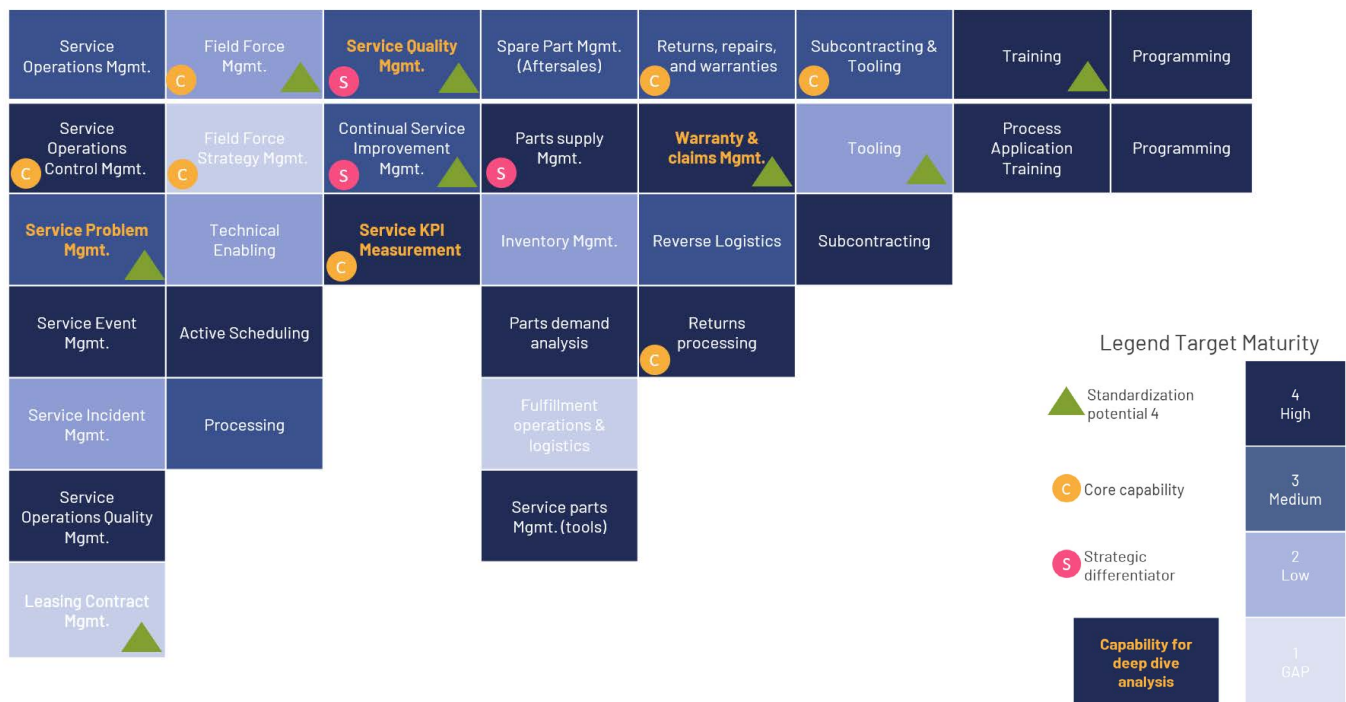 Service
Operations Mgmt.
Field Force
Mgmt.
C
Service Quality
Mgmt.
S
Spare Part Mgmt.
(Aftersales)
Returns, repairs,
and warranties
C
Subcontracting &
Tooling
C
Training
Programming
Service
Operations
Control Mgmt.
C
Field Force
Strategy Mgmt.
C
Continual Service
Improvement
Mgmt.
S
Parts supply
Mgmt.
S
Warranty &
claims Mgmt.
Tooling
Process
Application
Training
Programming
Service Problem
Mgmt.
Technical
Enabling
Service KPI
Measurement
C
Inventory Mgmt.
Reverse Logistics
Subcontracting
Service Event
Mgmt.
Active Scheduling
Parts demand
analysis
Returns
processing
C
Service Incident
Mgmt.
Processing
Fulfillment
operations &
logistics
Service
Operations Quality
Mgmt.
Service parts
Mgmt. (tools)
Leasing Contract
Mgmt.
Legend Target Maturity
Standardization
potential 4
C
Core capability
S
Strategic
differentiator
Capability for
deep dive
analysis
4
High
3
Medium
2
Low
1
GAP